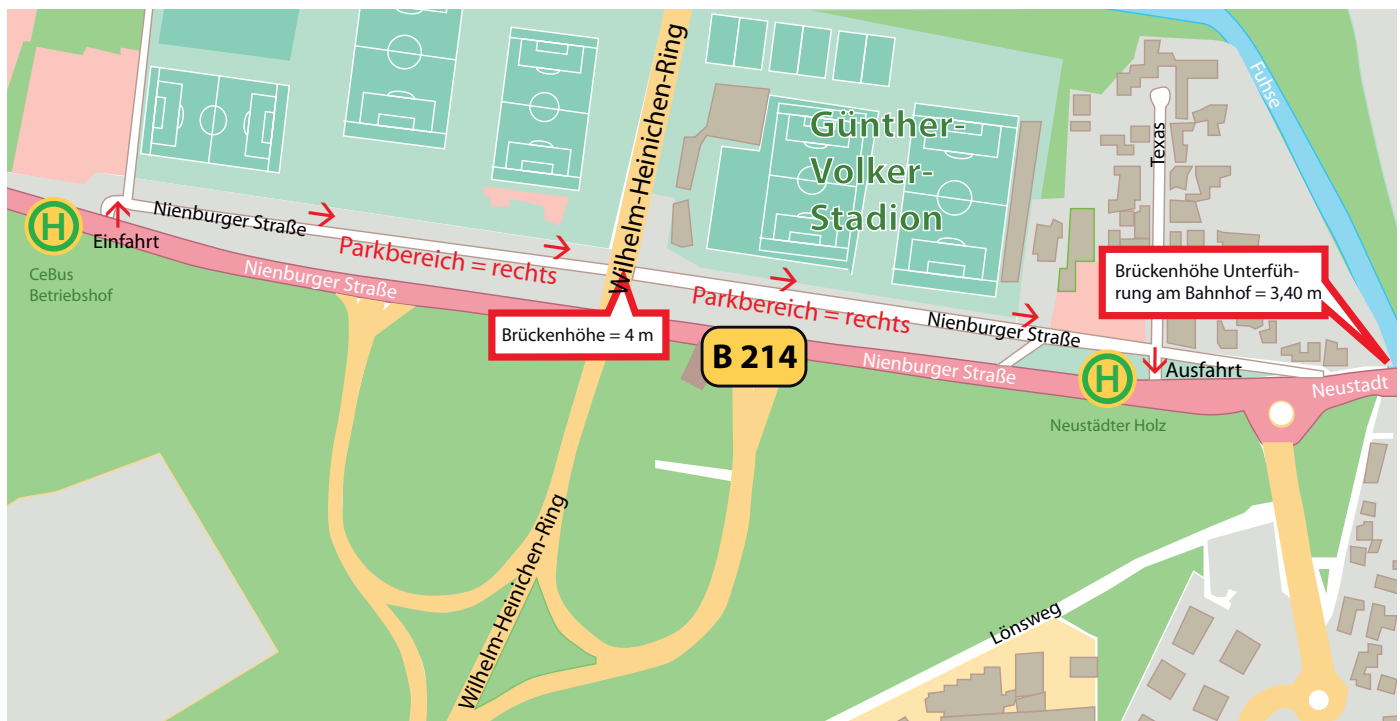 Wilhelm-Heinichen-Ring
Günther-
Volker-
Stadion
Texas
Fuhse
H
CeBus
Betriebshof
Einfahrt
Nienburger Straße
Parkbereich = rechts
Nienburger Straße
Brückenhöhe = 4 m
Parkbereich = rechts
B 214
Nienburger Straße
Nienburger Straße
Brückenhöhe Unterfüh-
rung am Bahnhof = 3,40 m
H
Neustädter Holz
Ausfahrt
Neustadt
Wilhelm-Heinichen-Ring
Lönsweg